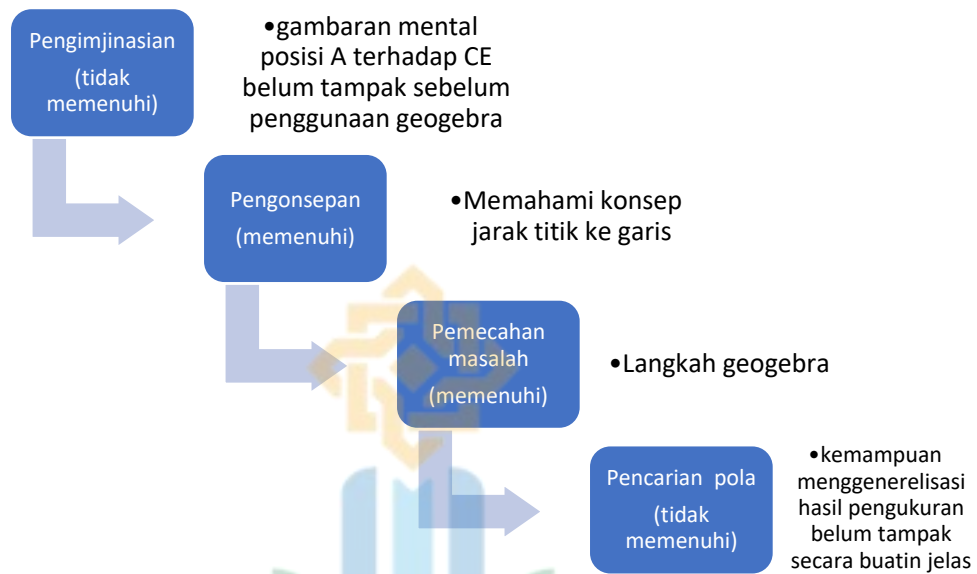 Pengimjinasian
(tidak
memenuhi)
•gambaran mental
posisi A terhadap CE
belum tampak sebelum
penggunaan geogebra
Pengonsepan
(memenuhi)
•Memahami konsep
jarak titik ke garis
Pemecahan
masalah
(memenuhi)
•Langkah geogebra
Pencarian pola
(tidak
memenuhi)
•kemampuan
menggenerelisasi
hasil pengukuran
belum tampak
secara buatin jelas